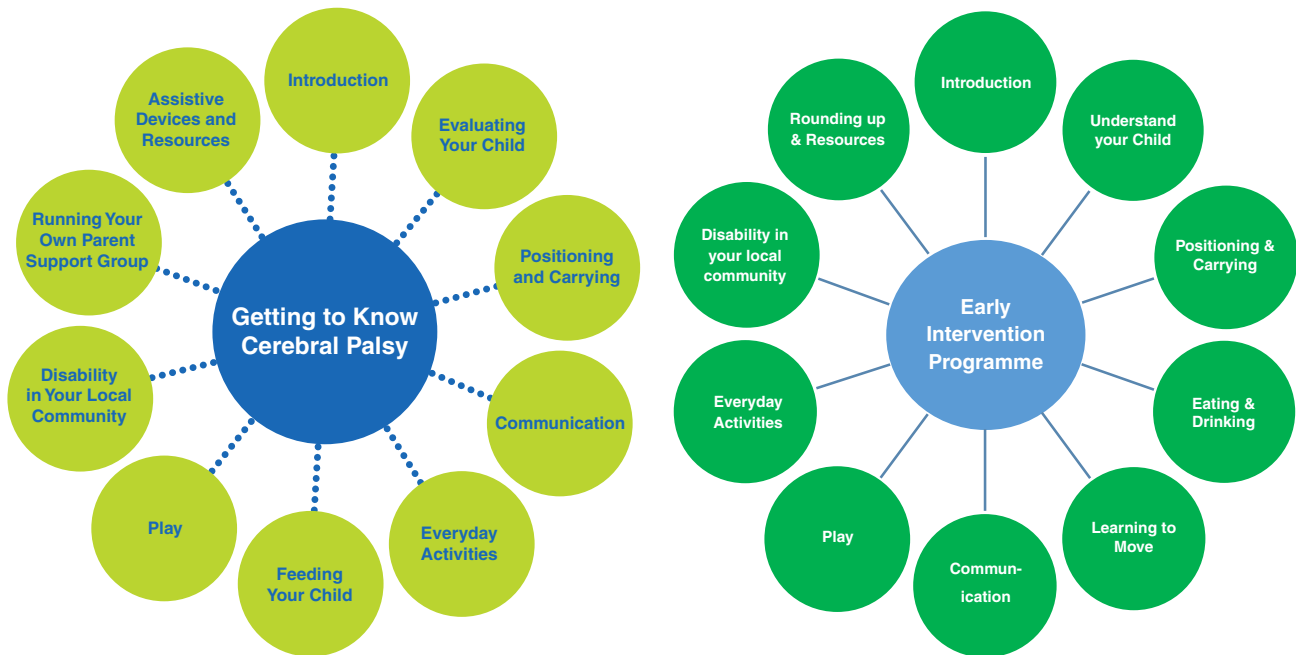 Getting to Know
Cerebral Palsy
Introduction
Evaluating
Your Child
Positioning
and Carrying
Communication
Everyday
Activities
Feeding
Your Child
Play
Disability
in Your Local
Community
Running Your
Own Parent
Support Group
Assistive
Devices and
Resources
Early
Intervention
Programme
Introduction
Understand
your Child
Positioning &
Carrying
Eating &
Drinking
Learning to
Move
Commun-
ication
Play
Everyday
Activities
Disability in
your local
community
Rounding up
& Resources